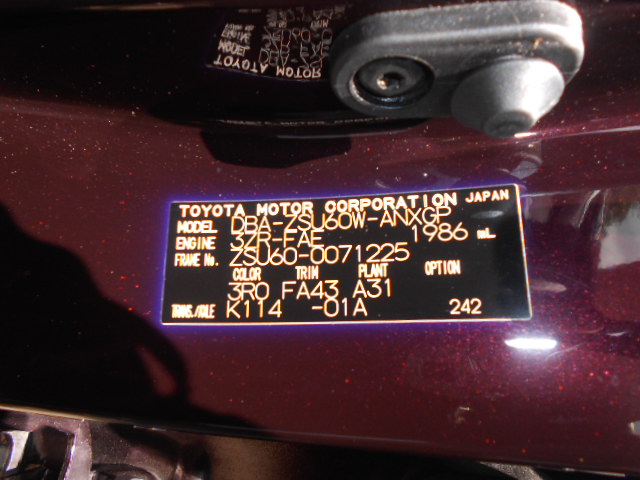 TOYOTA MOTOR CORPORATION JAPAN
MODEL DBA-ZSU60W-ANXGP
ENGINE 3ZR-FAE 1986 mL
FRAME No. ZSU60-0071225
COLOR TRIM PLANT OPTION
3R0 FA43 A31
TRANS./AXLE K114 -01A 242